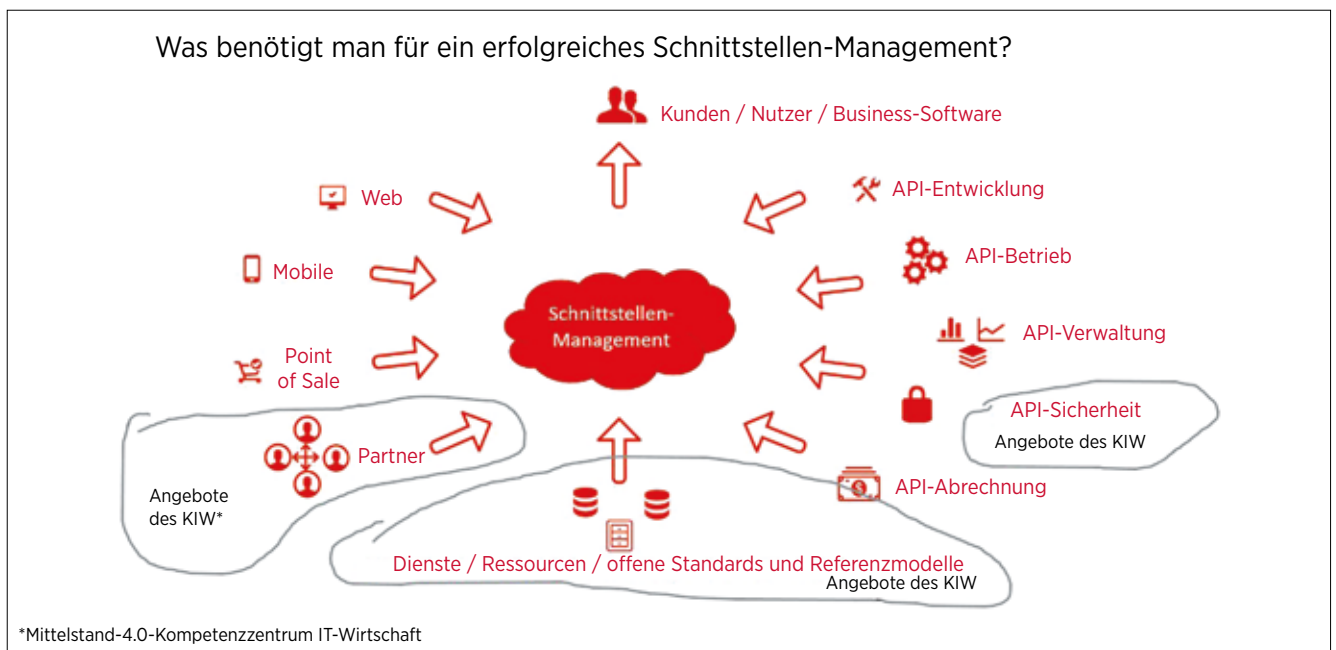 Was benötigt man für ein erfolgreiches Schnittstellen-Management?
Kunden / Nutzer / Business-Software
Web
API-Entwicklung
Mobile
API-Betrieb
Schnittstellen-
Management
API-Verwaltung
Point
of Sale
API-Sicherheit
Angebote des KIW
Partner
Angebote
des KIW*
API-Abrechnung
Dienste / Ressourcen / offene Standards und Referenzmodelle
Angebote des KIW
*Mittelstand-4.0-Kompetenzzentrum IT-Wirtschaft